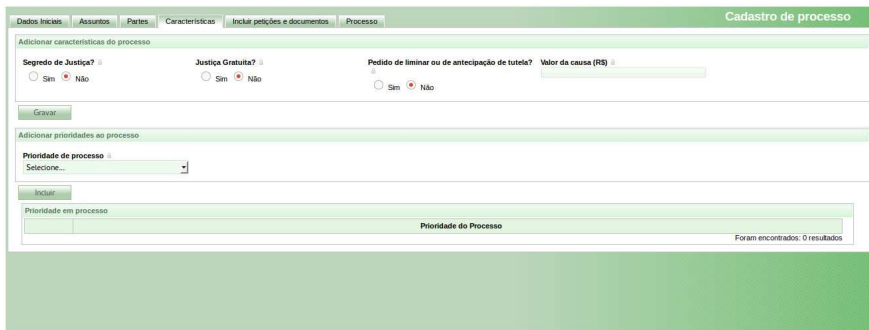 Cadastro de processo
Dados Iniciais Assuntos Partes Características Incluir petições e documentos Processo
Adicionar características do processo
Segredo de Justiça? Justiça Gratuita? Pedido de liminar ou de antecipação de tutela? Valor da causa (R$)
Sim Não Sim Não Sim Não
Gravar
Adicionar prioridades ao processo
Prioridade de processo
Selecione...
Incluir
Prioridade em processo
Prioridade do Processo
Foram encontrados: 0 resultados